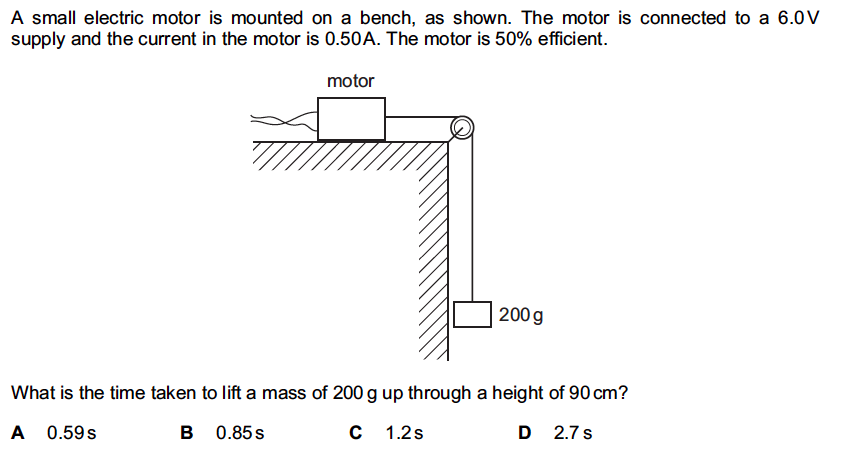 A small electric motor is mounted on a bench, as shown. The motor is connected to a 6.0V
supply and the current in the motor is 0.50A. The motor is 50% efficient.
motor
200g
What is the time taken to lift a mass of 200g up through a height of 90cm?
A 0.59s B 0.85s C 1.2s D 2.7s